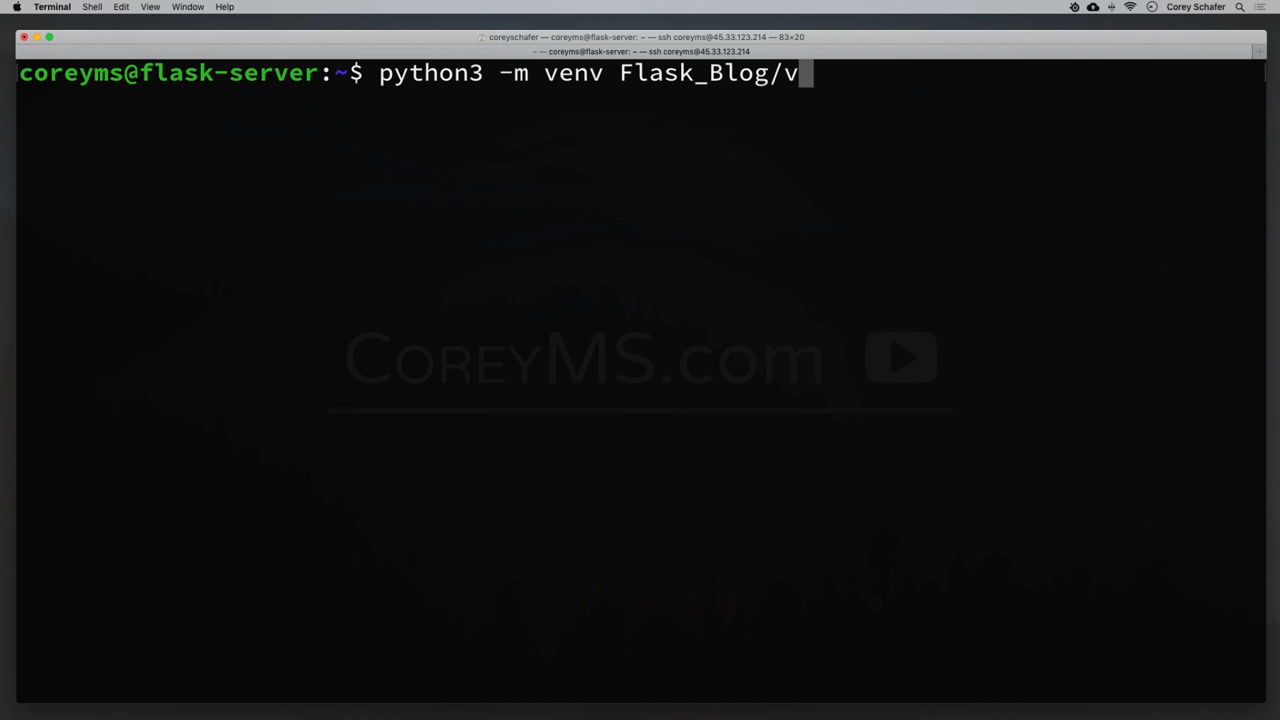 Terminal Shell Edit View Window Help Corey Schafer
coreyschafer — coreyms@flask-server: ~ — ssh coreyms@45.33.123.214 — 83×20
~ — coreyms@flask-server: ~ — ssh coreyms@45.33.123.214
coreyms@flask-server:~$ python3 -m venv Flask_Blog/v
CoreyMS.com